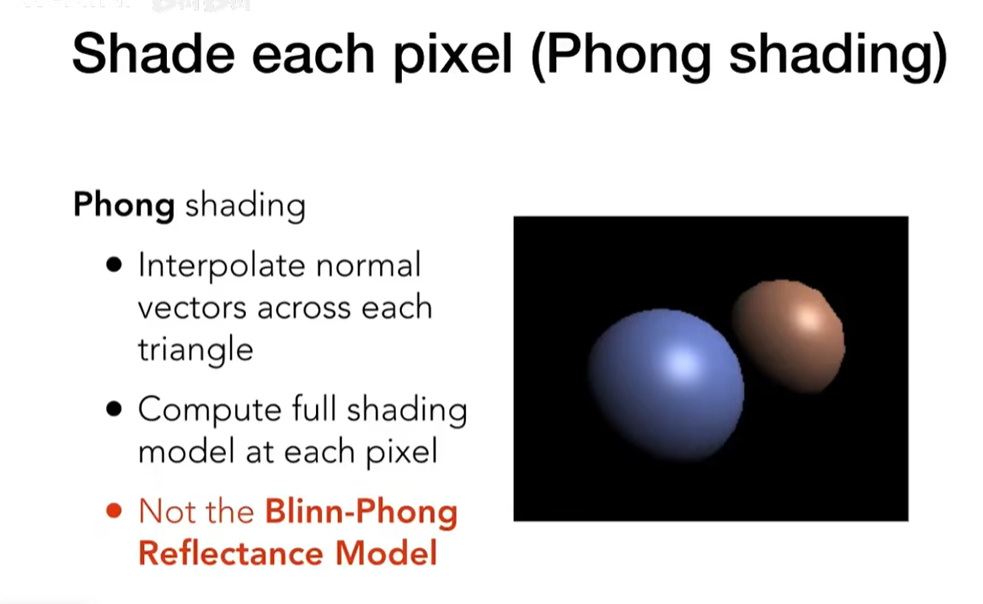 Shade each pixel (Phong shading)
Phong shading
● Interpolate normal
vectors across each
triangle
● Compute full shading
model at each pixel
● Not the Blinn-Phong
Reflectance Model